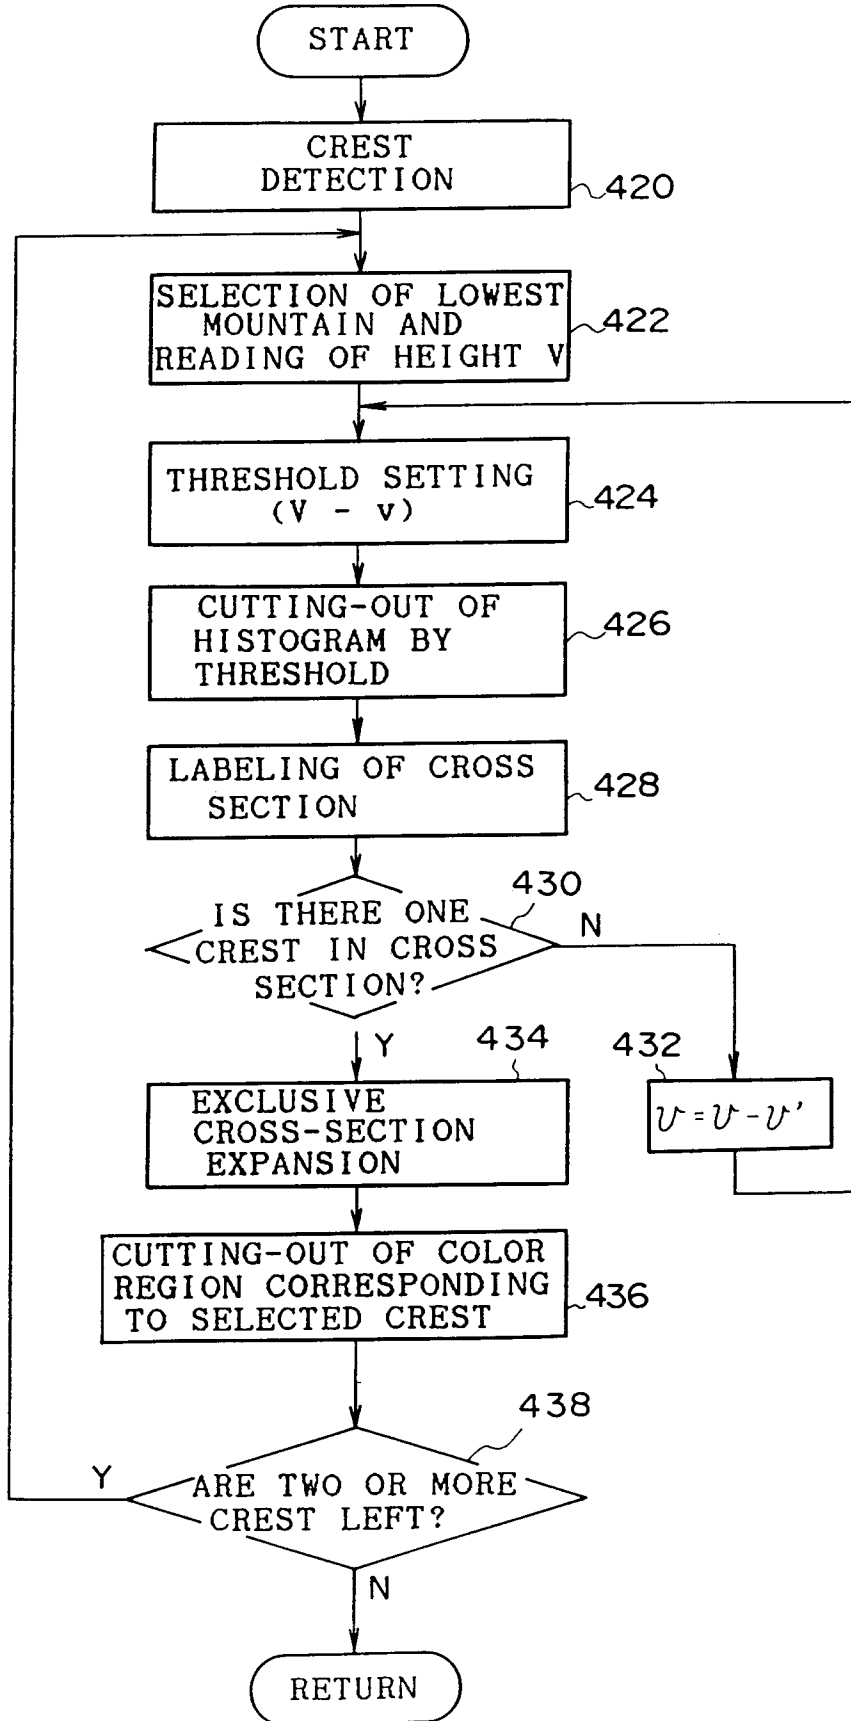 START
CREST
DETECTION
420
SELECTION OF LOWEST
MOUNTAIN AND
READING OF HEIGHT V
422
THRESHOLD SETTING
(V - v)
424
CUTTING-OUT OF
HISTOGRAM BY
THRESHOLD
426
LABELING OF CROSS
SECTION
428
430
IS THERE ONE
CREST IN CROSS
SECTION?
N
Y
434
432
EXCLUSIVE
CROSS-SECTION
EXPANSION
v = v - v'
CUTTING-OUT OF COLOR
REGION CORRESPONDING
TO SELECTED CREST
436
438
Y
ARE TWO OR MORE
CREST LEFT?
N
RETURN